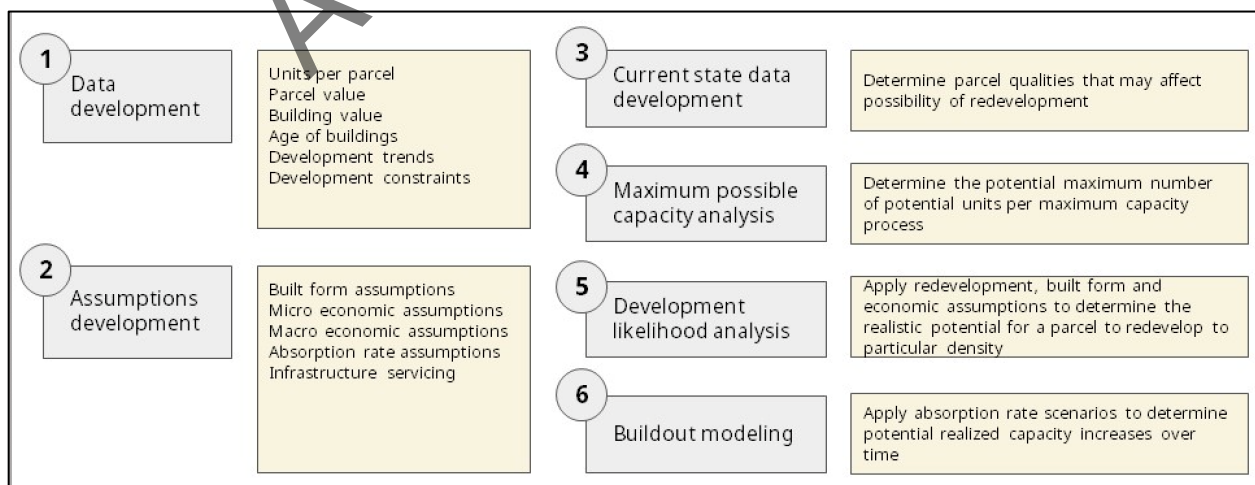 1
Data
development
Units per parcel
Parcel value
Building value
Age of buildings
Development trends
Development constraints
2
Assumptions
development
Built form assumptions
Micro economic assumptions
Macro economic assumptions
Absorption rate assumptions
Infrastructure servicing
3
Current state data
development
Determine parcel qualities that may affect
possibility of redevelopment
4
Maximum possible
capacity analysis
Determine the potential maximum number
of potential units per maximum capacity
process
5
Development
likelihood analysis
Apply redevelopment, built form and
economic assumptions to determine the
realistic potential for a parcel to redevelop to
particular density
6
Buildout modeling
Apply absorption rate scenarios to determine
potential realized capacity increases over
time